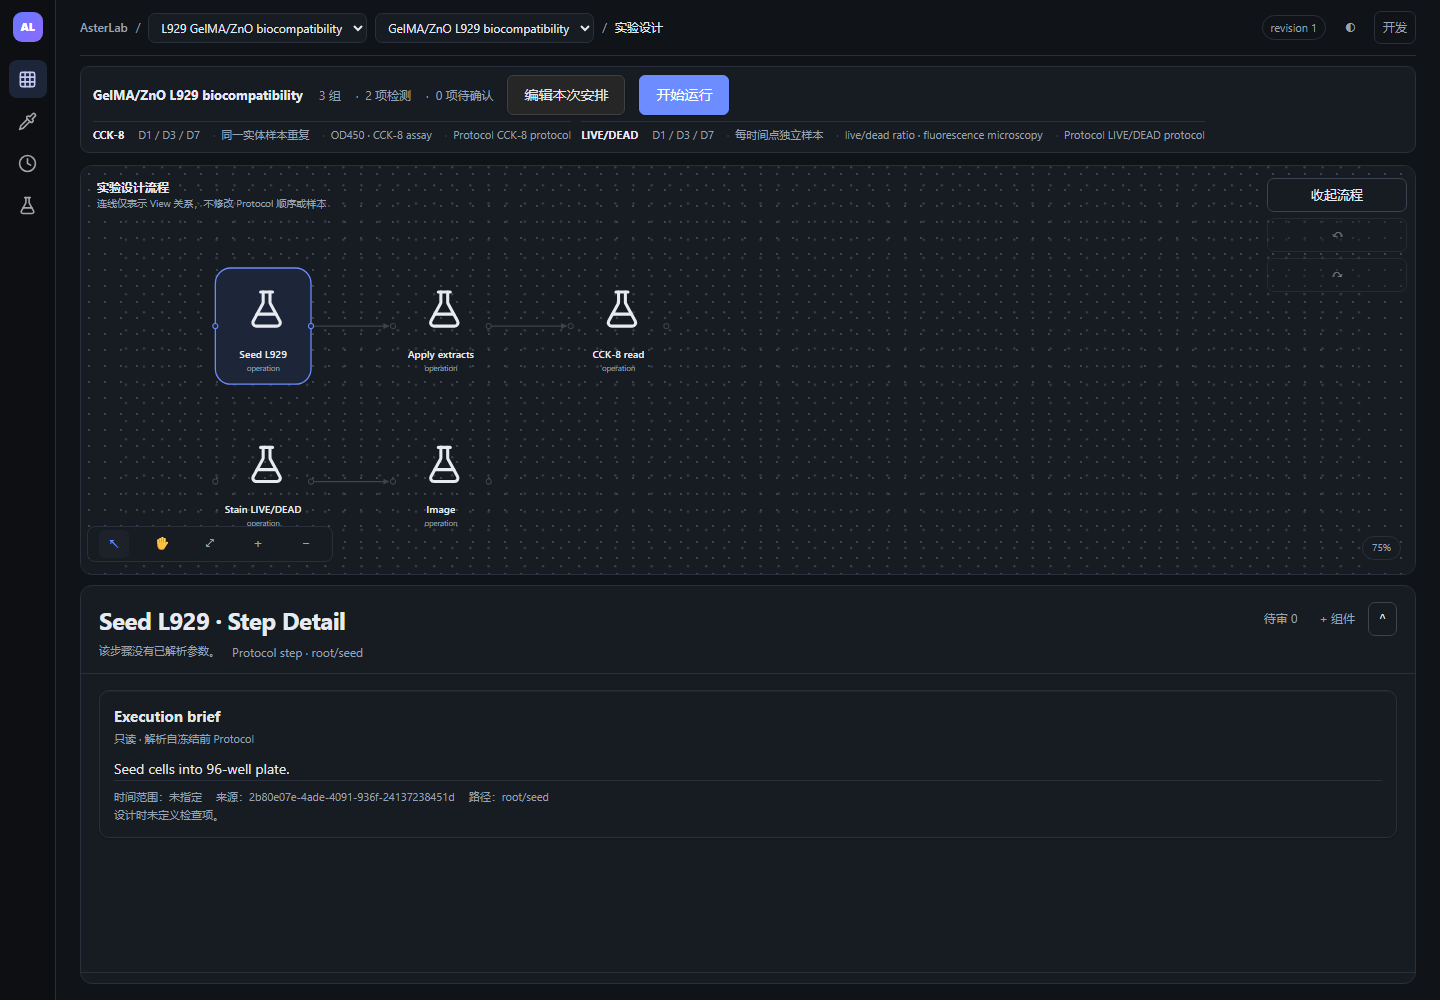 AL
AsterLab / L929 GelMA/ZnO biocompatibility GelMA/ZnO L929 biocompatibility / 实验设计
revision 1 开发
GelMA/ZnO L929 biocompatibility 3 组 · 2 项检测 · 0 项待确认 编辑本次安排 开始运行
CCK-8 D1 / D3 / D7 · 同一实体样本重复 · OD450 · CCK-8 assay · Protocol CCK-8 protocol
LIVE/DEAD D1 / D3 / D7 · 每时间点独立样本 · live/dead ratio · fluorescence microscopy · Protocol LIVE/DEAD protocol
实验设计流程
连线仅表示 View 关系，不修改 Protocol 顺序或样本
收起流程
Seed L929
operation
Apply extracts
operation
CCK-8 read
operation
Stain LIVE/DEAD
operation
Image
operation
+ −
75%
Seed L929 · Step Detail
该步骤没有已解析参数。 Protocol step · root/seed
待审 0 + 组件 ^
Execution brief
只读 · 解析自冻结前 Protocol
Seed cells into 96-well plate.
时间范围：未指定 来源：2b80e07e-4ade-4091-936f-24137238451d 路径：root/seed
设计时未定义检查项。